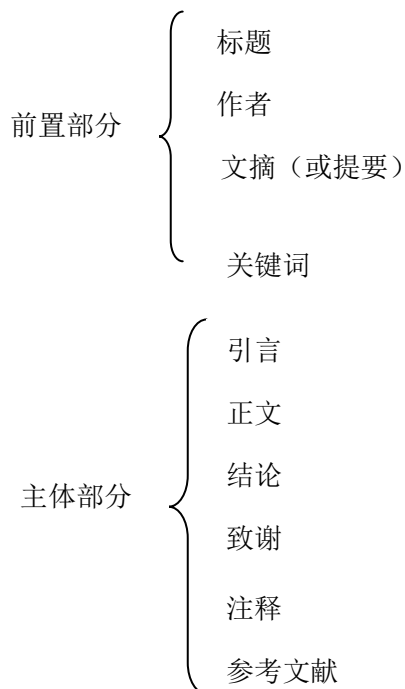 前置部分
标题
作者
文摘（或提要）
关键词
主体部分
引言
正文
结论
致谢
注释
参考文献